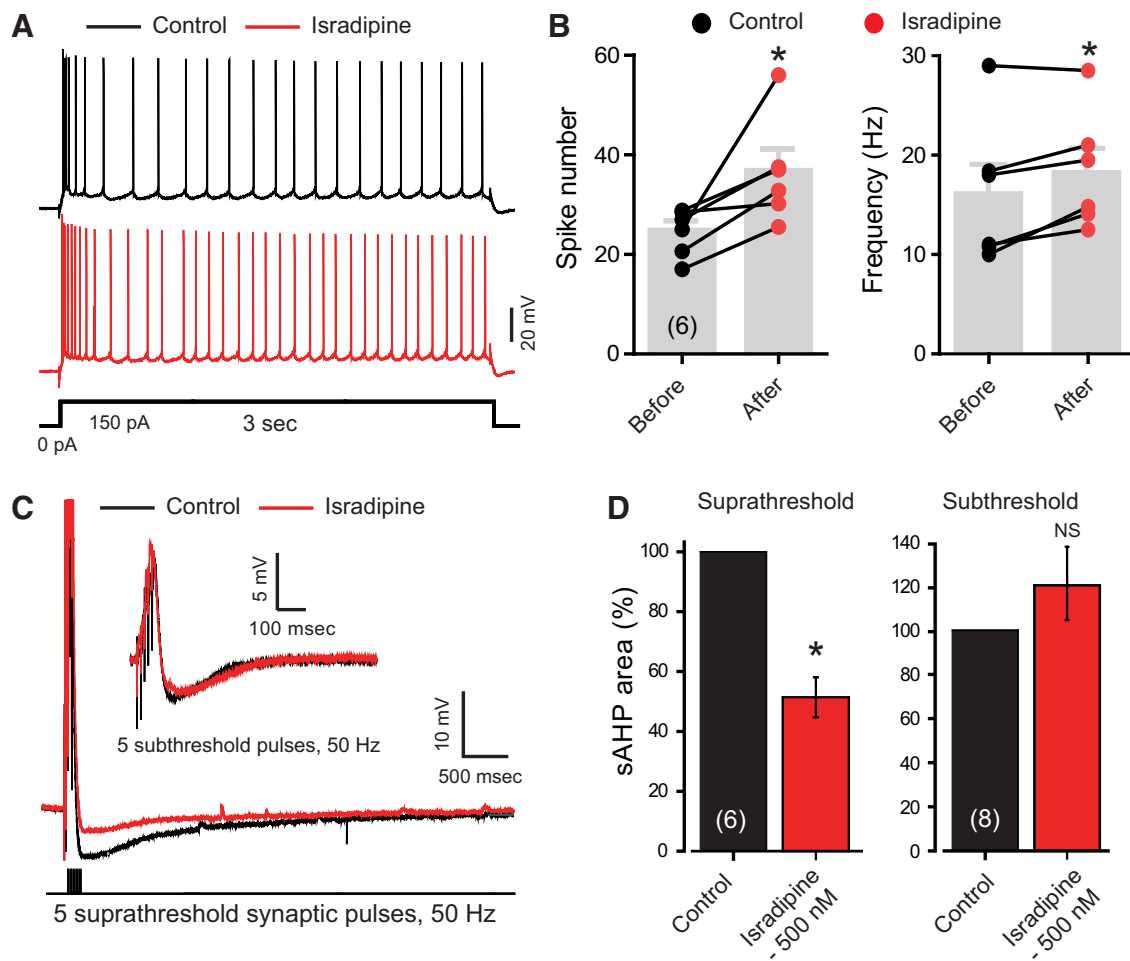 A
Control
Isradipine
20 mV
150 pA
3 sec
0 pA
B
Control
Isradipine
Spike number
60
40
20
0
*
(6)
Before
After
Frequency (Hz)
30
20
10
0
*
Before
After
C
Control
Isradipine
5 mV
100 msec
5 subthreshold pulses, 50 Hz
10 mV
500 msec
5 suprathreshold synaptic pulses, 50 Hz
D
Suprathreshold
sAHP area (%)
100
80
60
40
20
0
*
(6)
Control
Isradipine
- 500 nM
Subthreshold
NS
140
120
100
80
60
40
20
0
(8)
Control
Isradipine
- 500 nM